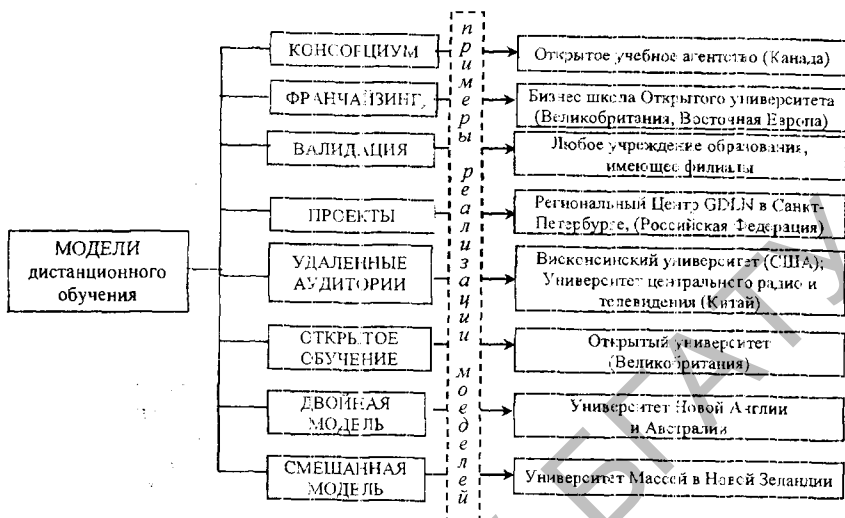 МОДЕЛИ
дистанционного
обучения
КОНСОРЦИУМ
ФРАНЧАЙЗИНГ,
ВАЛИДАЦИЯ
ПРОЕКТЫ
УДАЛЕННЫЕ
АУДИТОРИИ
ОТКРЫТОЕ
ОБУЧЕНИЕ
ДВОЙНАЯ
МОДЕЛЬ
СМЕШАННАЯ
МОДЕЛЬ
примеры реализации моеделей
Открытое учебное агентство (Канада)
Бизнес школа Открытого университета
(Великобритания, Восточная Европа)
Любое учреждение образования,
имеющее филиалы
Региональный Центр GDLN в Санкт-
Петербурге, (Российская Федерация)
Висконсинский университет (США);
Университет центрального радио и
телевидения (Китай)
Открытый университет
(Великобритания)
Университет Новой Англии
и Австралии
Университет Массей в Новой Зеландии
БГАТУ